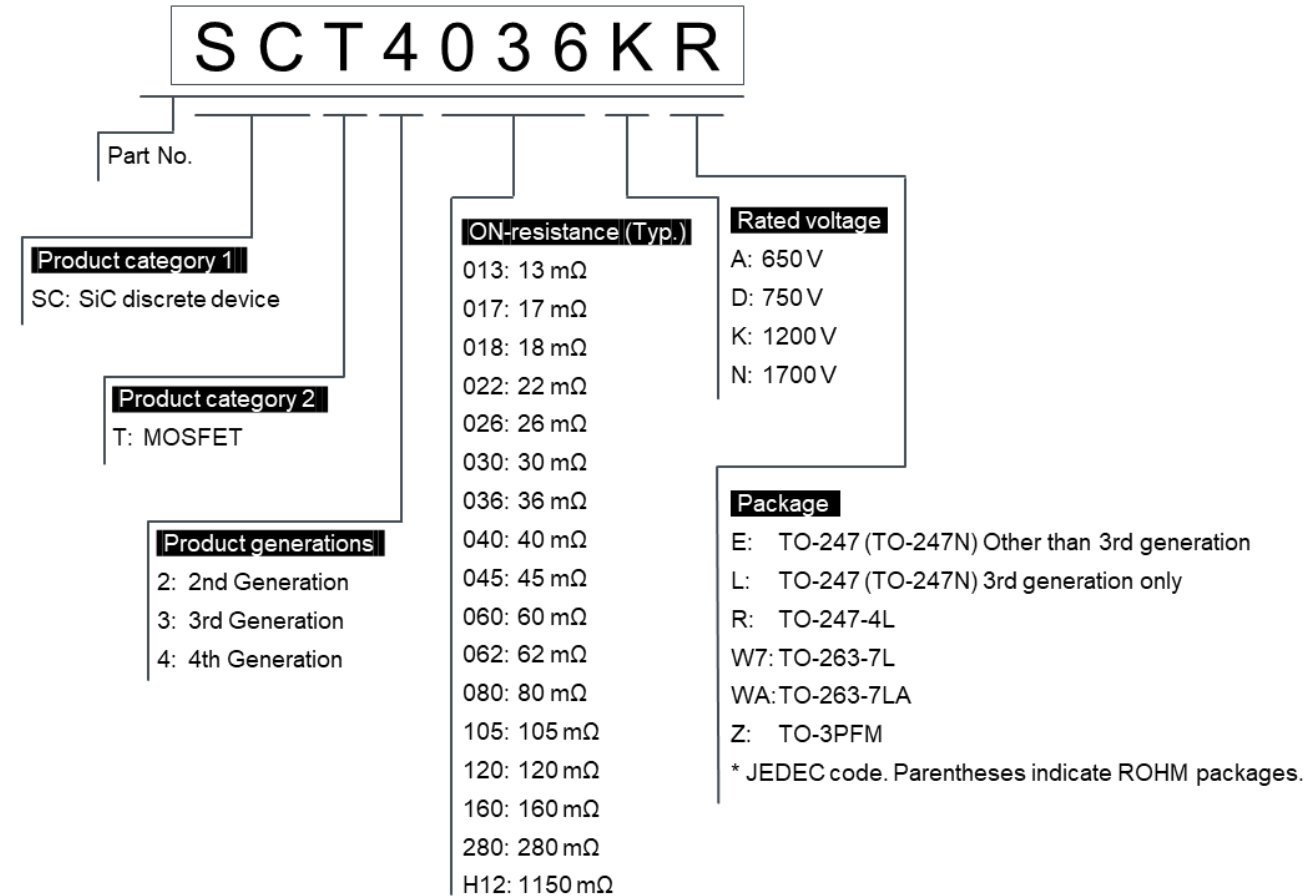 SCT4036KR
Part No.
Product category 1
SC: SiC discrete device
Product category 2
T: MOSFET
Product generations
2: 2nd Generation
3: 3rd Generation
4: 4th Generation
ON-resistance (Typ.)
013: 13 mΩ
017: 17 mΩ
018: 18 mΩ
022: 22 mΩ
026: 26 mΩ
030: 30 mΩ
036: 36 mΩ
040: 40 mΩ
045: 45 mΩ
060: 60 mΩ
062: 62 mΩ
080: 80 mΩ
105: 105 mΩ
120: 120 mΩ
160: 160 mΩ
280: 280 mΩ
H12: 1150 mΩ
Rated voltage
A: 650 V
D: 750 V
K: 1200 V
N: 1700 V
Package
E: TO-247 (TO-247N) Other than 3rd generation
L: TO-247 (TO-247N) 3rd generation only
R: TO-247-4L
W7: TO-263-7L
WA: TO-263-7LA
Z: TO-3PFM
* JEDEC code. Parentheses indicate ROHM packages.